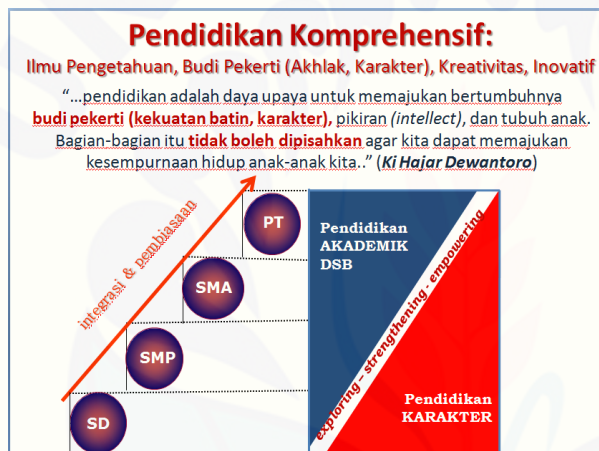 Pendidikan Komprehensif:
Ilmu Pengetahuan, Budi Pekerti (Akhlak, Karakter), Kreativitas, Inovatif
“...pendidikan adalah daya upaya untuk memajukan bertumbuhnya
budi pekerti (kekuatan batin, karakter), pikiran (intellect), dan tubuh anak.
Bagian-bagian itu tidak boleh dipisahkan agar kita dapat memajukan
kesempurnaan hidup anak-anak kita..” (Ki Hajar Dewantoro)
integrasi & pembiasaan
PT
SMA
SMP
SD
Pendidikan
AKADEMIK
DSB
exploring – strengthening - empowering
Pendidikan
KARAKTER